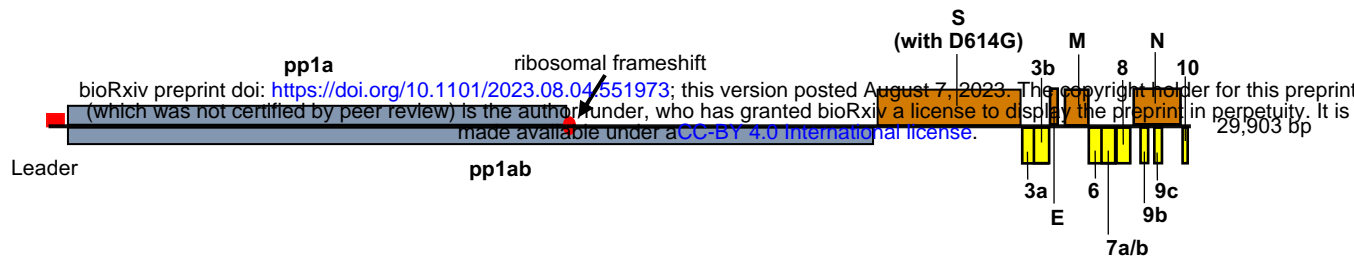 S
(with D614G)
M
N
pp1a
ribosomal frameshift
3b
8
10
bioRxiv preprint doi: https://doi.org/10.1101/2023.08.04.551973; this version posted August 7, 2023. The copyright holder for this preprint
(which was not certified by peer review) is the author/funder, who has granted bioRxiv a license to display the preprint in perpetuity. It is
made available under aCC-BY 4.0 International license.
29,903 bp
Leader
pp1ab
3a
6
9c
E
9b
7a/b